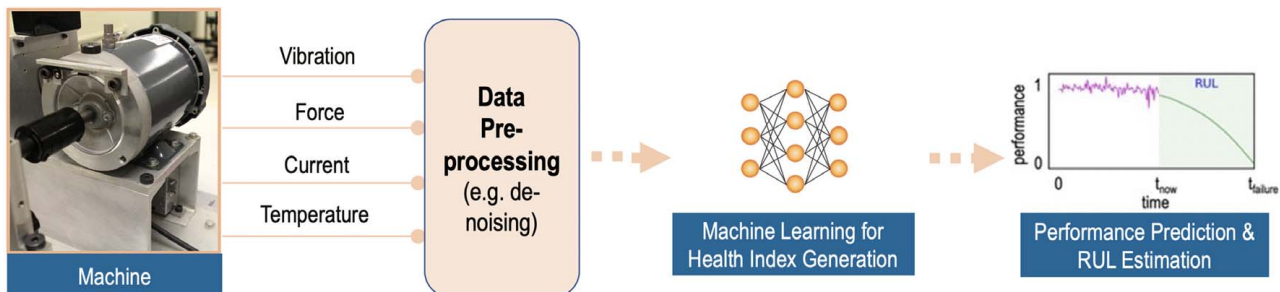 Vibration
Force
Current
Temperature
Machine
Data
Pre-
processing
(e.g. de-
noising)
Machine Learning for
Health Index Generation
performance
1
0
RUL
0
t_now
t_failure
time
Performance Prediction &
RUL Estimation